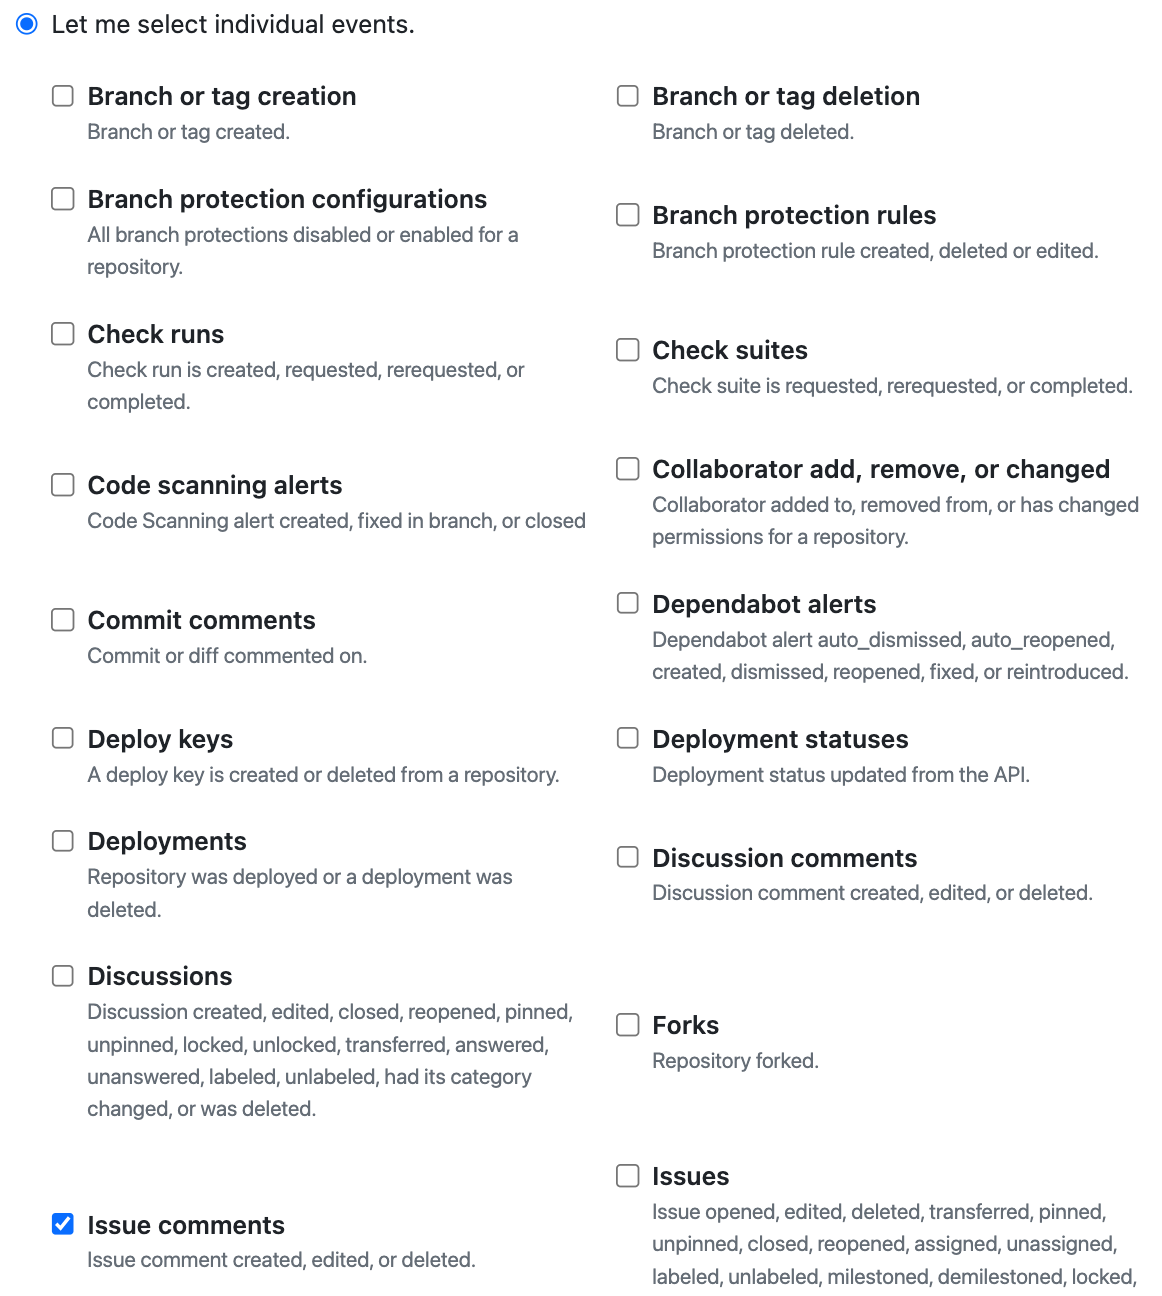 Let me select individual events.
Branch or tag creation
Branch or tag created.
Branch or tag deletion
Branch or tag deleted.
Branch protection configurations
All branch protections disabled or enabled for a
repository.
Branch protection rules
Branch protection rule created, deleted or edited.
Check runs
Check run is created, requested, rerequested, or
completed.
Check suites
Check suite is requested, rerequested, or completed.
Code scanning alerts
Code Scanning alert created, fixed in branch, or closed
Collaborator add, remove, or changed
Collaborator added to, removed from, or has changed
permissions for a repository.
Commit comments
Commit or diff commented on.
Dependabot alerts
Dependabot alert auto_dismissed, auto_reopened,
created, dismissed, reopened, fixed, or reintroduced.
Deploy keys
A deploy key is created or deleted from a repository.
Deployment statuses
Deployment status updated from the API.
Deployments
Repository was deployed or a deployment was
deleted.
Discussion comments
Discussion comment created, edited, or deleted.
Discussions
Discussion created, edited, closed, reopened, pinned,
unpinned, locked, unlocked, transferred, answered,
unanswered, labeled, unlabeled, had its category
changed, or was deleted.
Forks
Repository forked.
Issue comments
Issue comment created, edited, or deleted.
Issues
Issue opened, edited, deleted, transferred, pinned,
unpinned, closed, reopened, assigned, unassigned,
labeled, unlabeled, milestoned, demilestoned, locked,